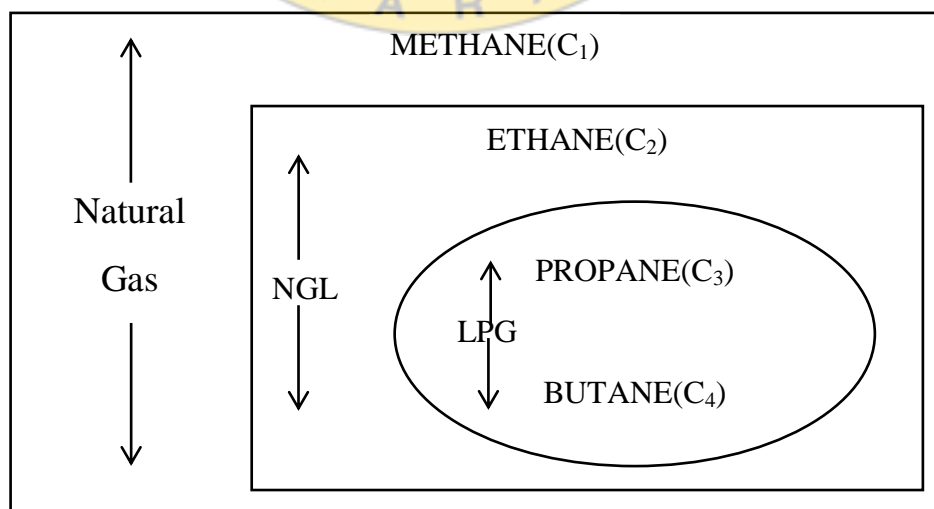 A R
METHANE(C₁)
ETHANE(C₂)
Natural
Gas
NGL
PROPANE(C₃)
LPG
BUTANE(C₄)